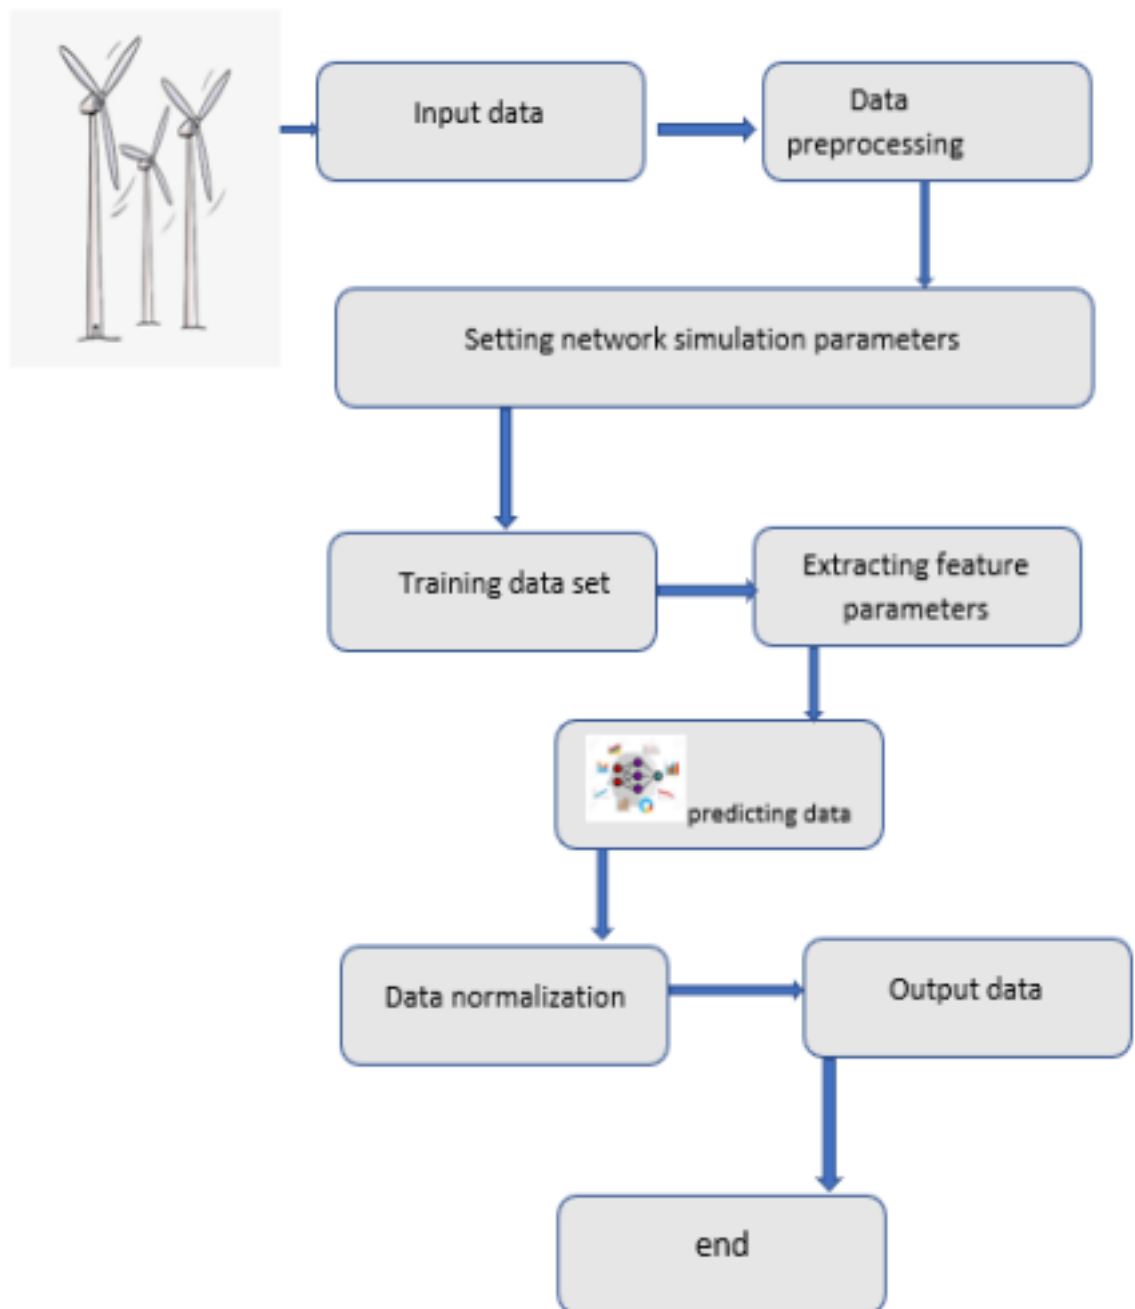 Input data
Data
preprocessing
Setting network simulation parameters
Training data set
Extracting feature
parameters
predicting data
Data normalization
Output data
end